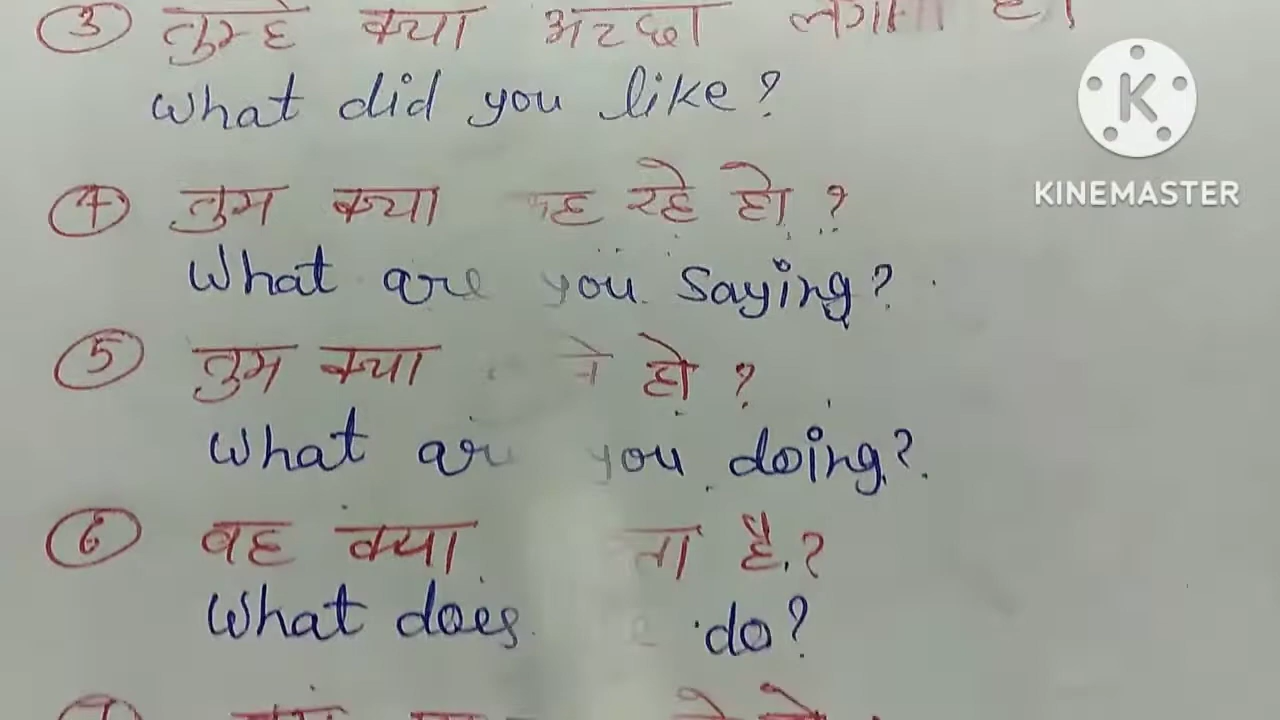 ③ तुम्हे क्या अच्छा लगा
What did you like?
K
KINEMASTER
④ तुम क्या रहे हो ?
What are you saying?
⑤ तुम क्या हो ?
What you doing?
⑥ वह क्या है ?
What does do?